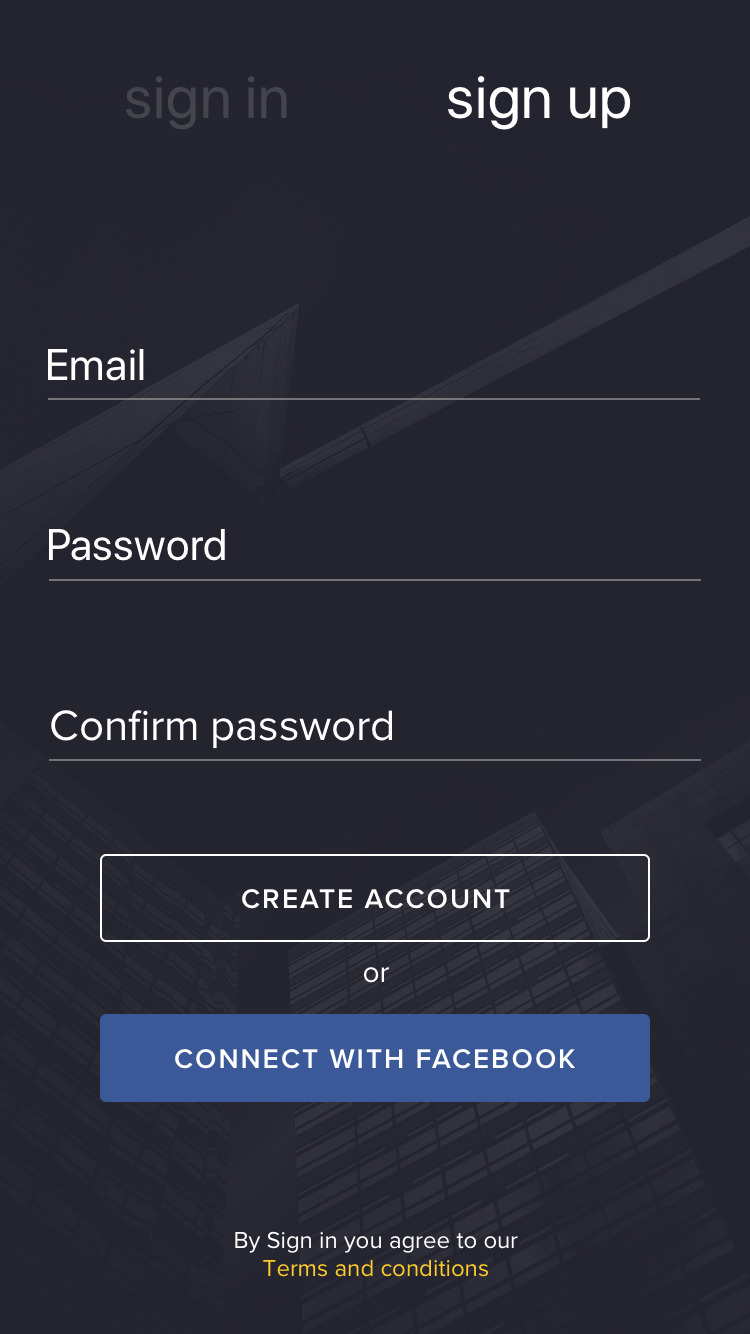 sign in sign up
Email
Password
Confirm password
CREATE ACCOUNT
or
CONNECT WITH FACEBOOK
By Sign in you agree to our
Terms and conditions